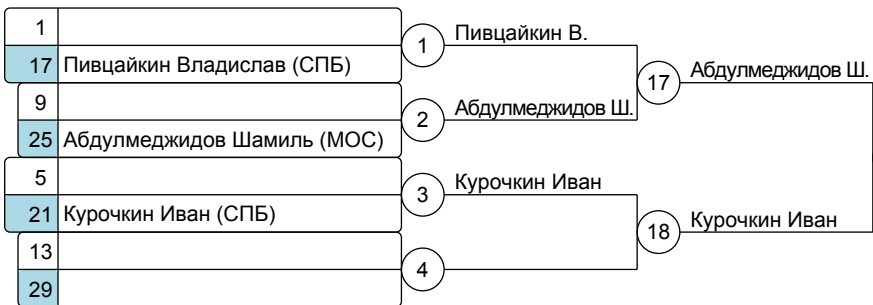 1
17 Пивцайкин Владислав (СПБ)
9
25 Абдулмеджидов Шамиль (МОС)
5
21 Курочкин Иван (СПБ)
13
29
1 Пивцайкин В.
2 Абдулмеджидов Ш.
3 Курочкин Иван
4
17 Абдулмеджидов Ш.
18 Курочкин Иван